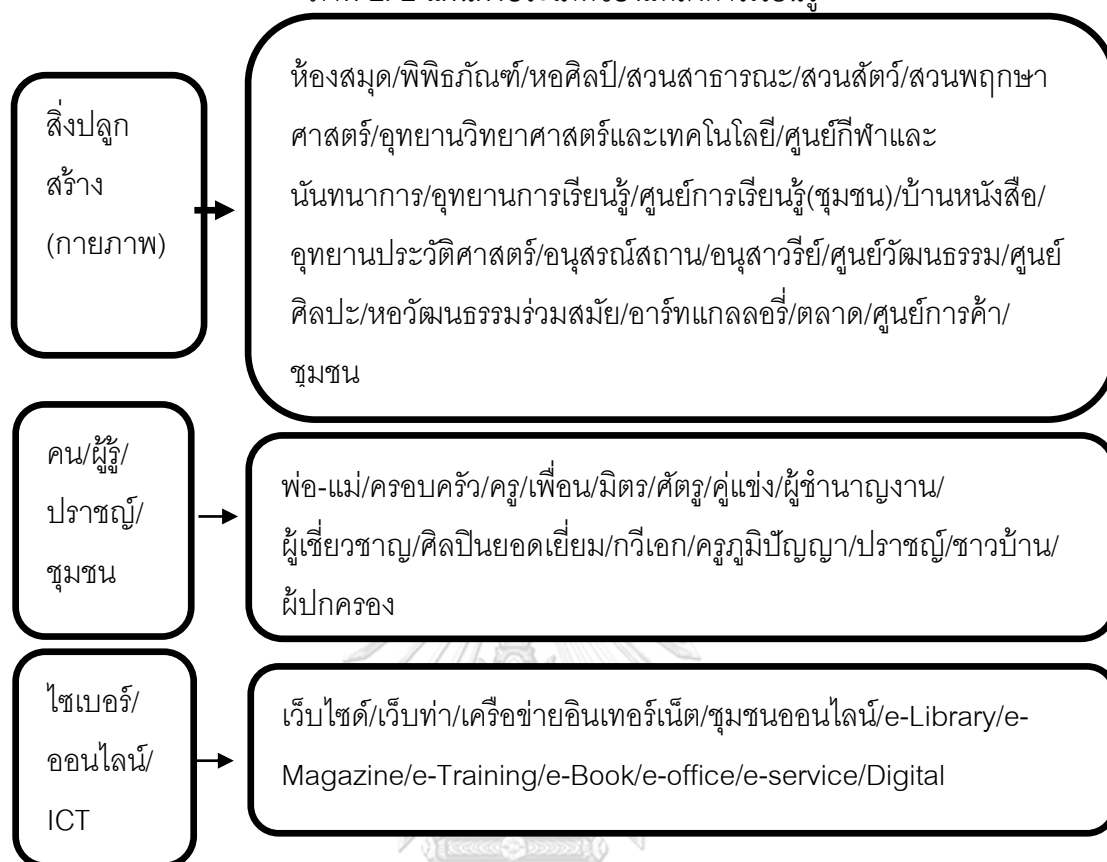 สิ่งปลูก
สร้าง
(กายภาพ)
ห้องสมุด/พิพิธภัณฑ์/หอศิลป์/สวนสาธารณะ/สวนสัตว์/สวนพฤกษา
ศาสตร์/อุทยานวิทยาศาสตร์และเทคโนโลยี/ศูนย์กีฬาและ
นันทนาการ/อุทยานการเรียนรู้/ศูนย์การเรียนรู้(ชุมชน)/บ้านหนังสือ/
อุทยานประวัติศาสตร์/อนุสรณ์สถาน/อนุสาวรีย์/ศูนย์วัฒนธรรม/ศูนย์
ศิลปะ/หอวัฒนธรรมร่วมสมัย/อาร์ทแกลลอรี่/ตลาด/ศูนย์การค้า/
ชุมชน
คน/ผู้รู้/
ปราชญ์/
ชุมชน
พ่อ-แม่/ครอบครัว/ครู/เพื่อน/มิตร/ศัตรู/คู่แข่ง/ผู้ชำนาญงาน/
ผู้เชี่ยวชาญ/ศิลปินยอดเยี่ยม/กวีเอก/ครูภูมิปัญญา/ปราชญ์/ชาวบ้าน/
ผู้ปกครอง
ไซเบอร์/
ออนไลน์/
ICT
เว็บไซด์/เว็บท่า/เครือข่ายอินเทอร์เน็ต/ชุมชนออนไลน์/e-Library/e-
Magazine/e-Training/e-Book/e-office/e-service/Digital